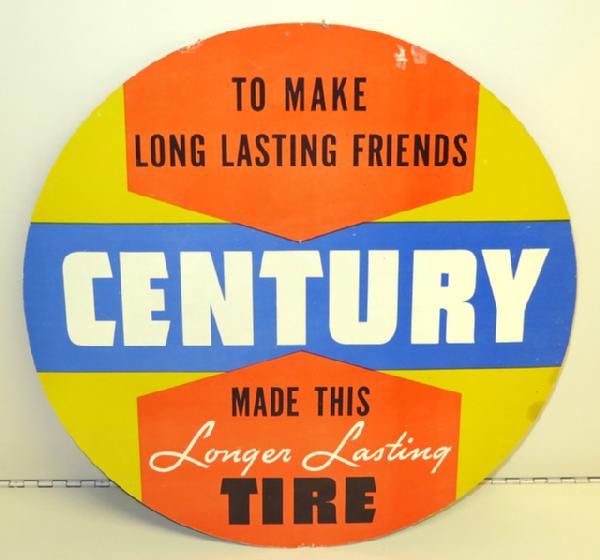 TO MAKE
LONG LASTING FRIENDS
CENTURY
MADE THIS
Longer Lasting
TIRE